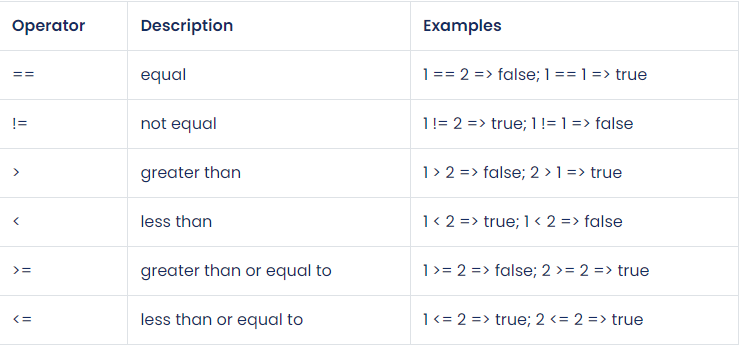 Operator Description Examples
== equal 1 == 2 => false; 1 == 1 => true
!= not equal 1 != 2 => true; 1 != 1 => false
> greater than 1 > 2 => false; 2 > 1 => true
< less than 1 < 2 => true; 1 < 2 => false
>= greater than or equal to 1 >= 2 => false; 2 >= 2 => true
<= less than or equal to 1 <= 2 => true; 2 <= 2 => true